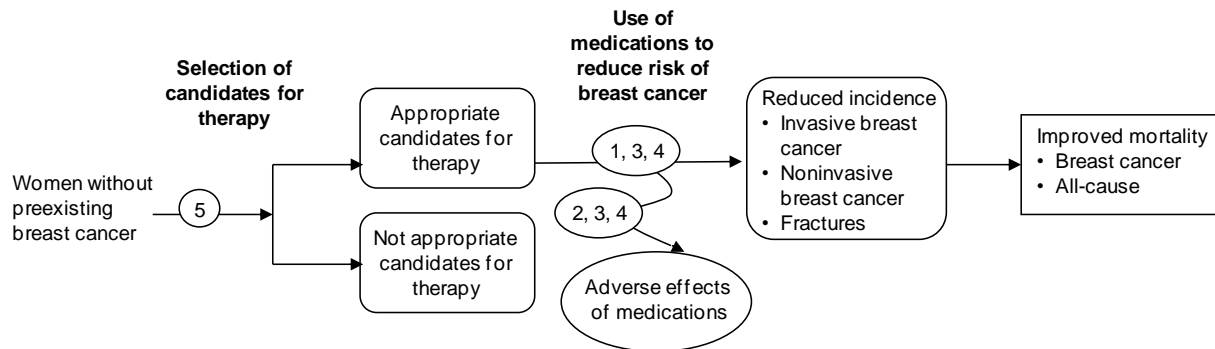 Women without
preexisting
breast cancer
5
Selection of
candidates for
therapy
Appropriate
candidates for
therapy
Not appropriate
candidates for
therapy
Use of
medications to
reduce risk of
breast cancer
1, 3, 4
2, 3, 4
Adverse effects
of medications
Reduced incidence
• Invasive breast
cancer
• Noninvasive
breast cancer
• Fractures
Improved mortality
• Breast cancer
• All-cause